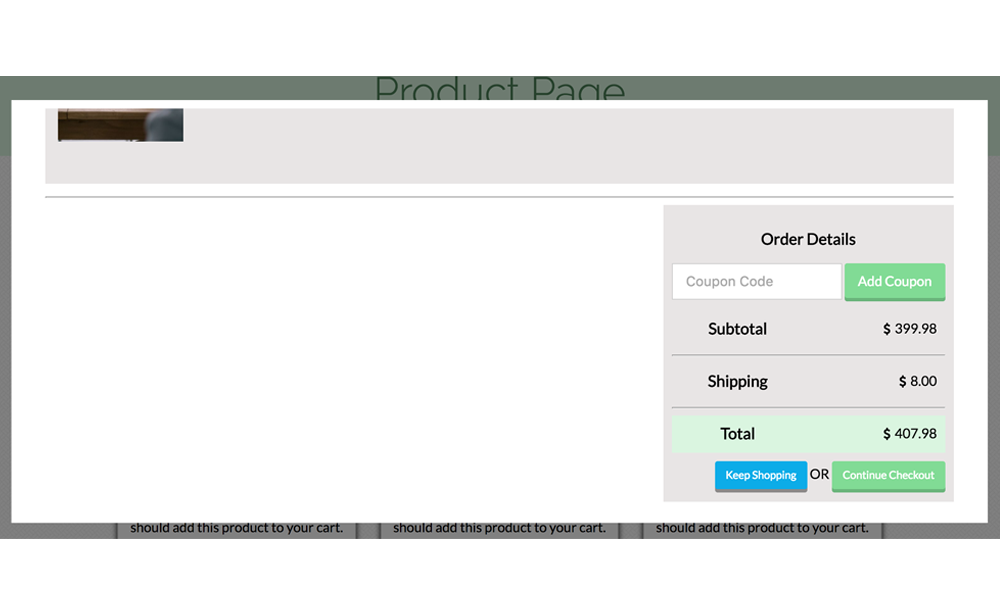 Product Page
Order Details
Coupon Code Add Coupon
Subtotal $ 399.98
Shipping $ 8.00
Total $ 407.98
Keep Shopping OR Continue Checkout
should add this product to your cart. should add this product to your cart. should add this product to your cart.